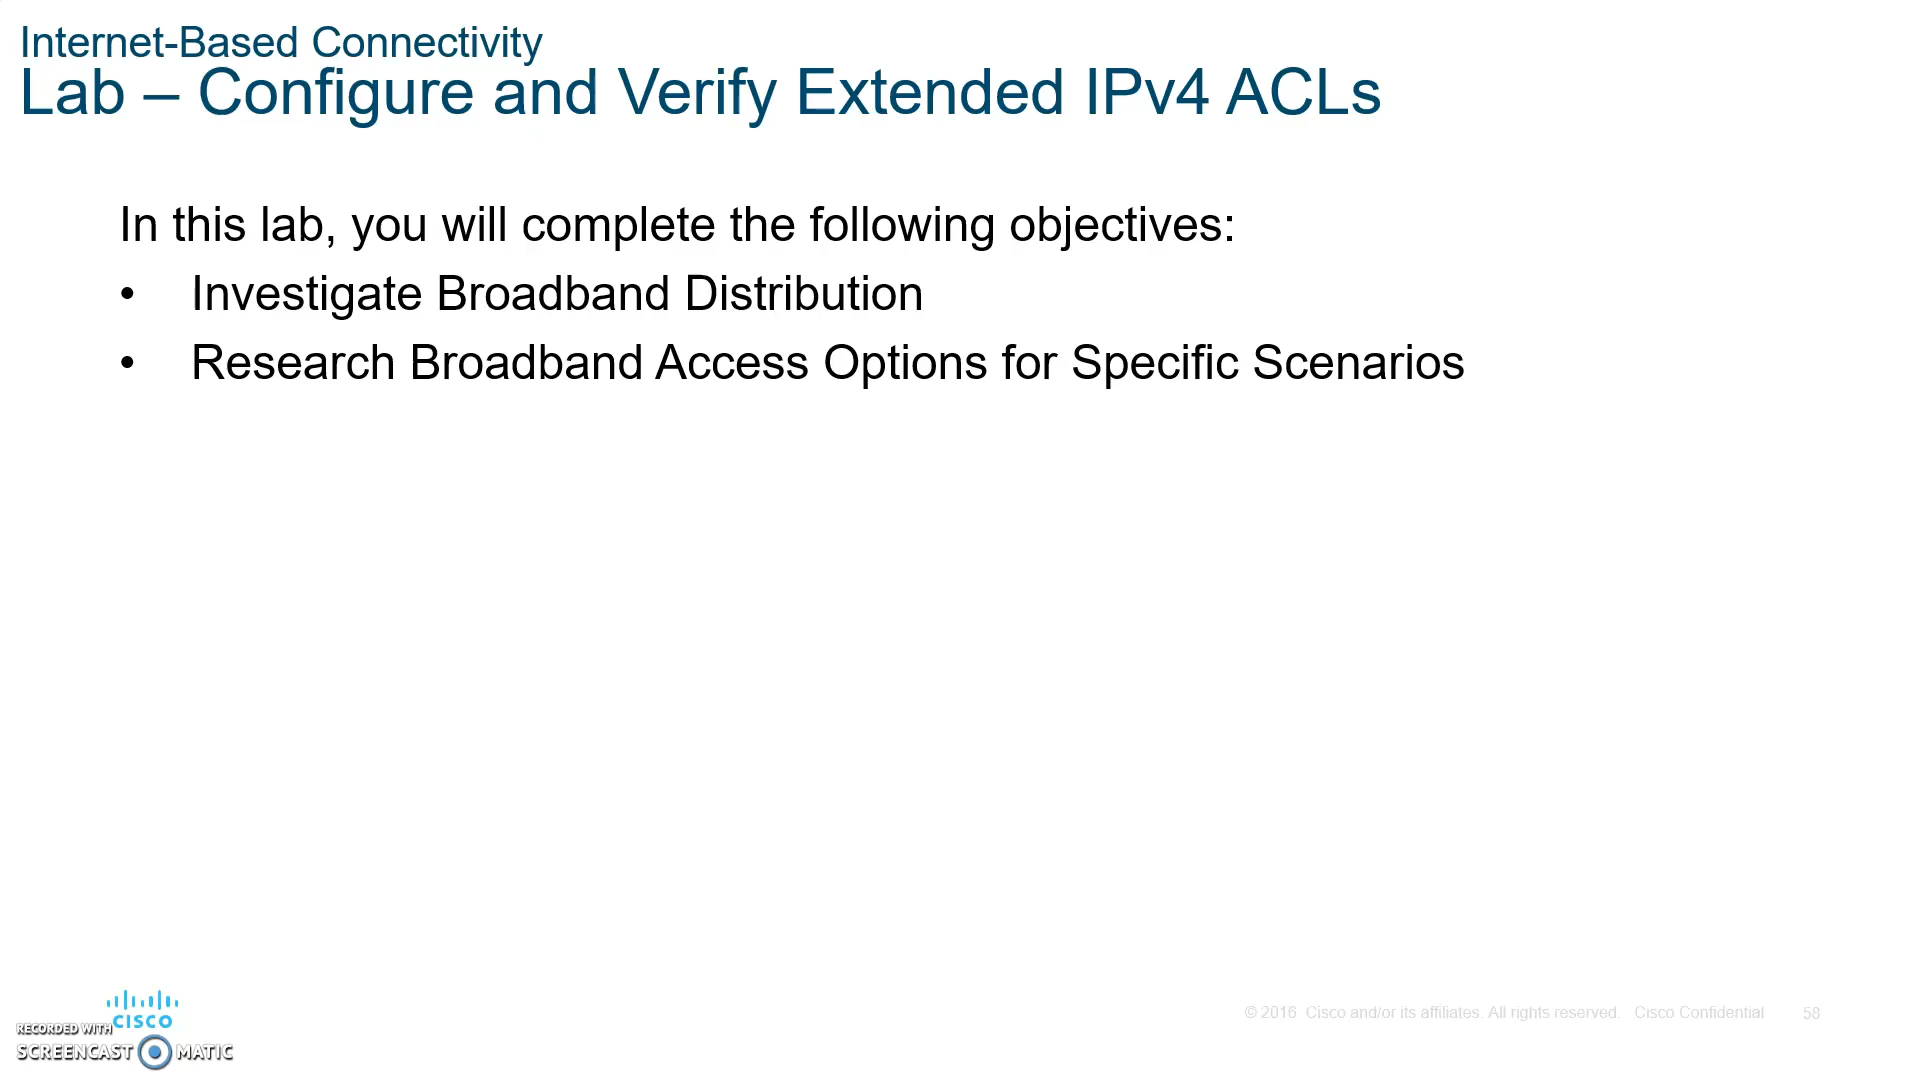 Internet-Based Connectivity
Lab – Configure and Verify Extended IPv4 ACLs
In this lab, you will complete the following objectives:
• Investigate Broadband Distribution
• Research Broadband Access Options for Specific Scenarios
CISCO
RECORDED WITH
SCREENCAST MATIC
© 2016 Cisco and/or its affiliates. All rights reserved. Cisco Confidential 58